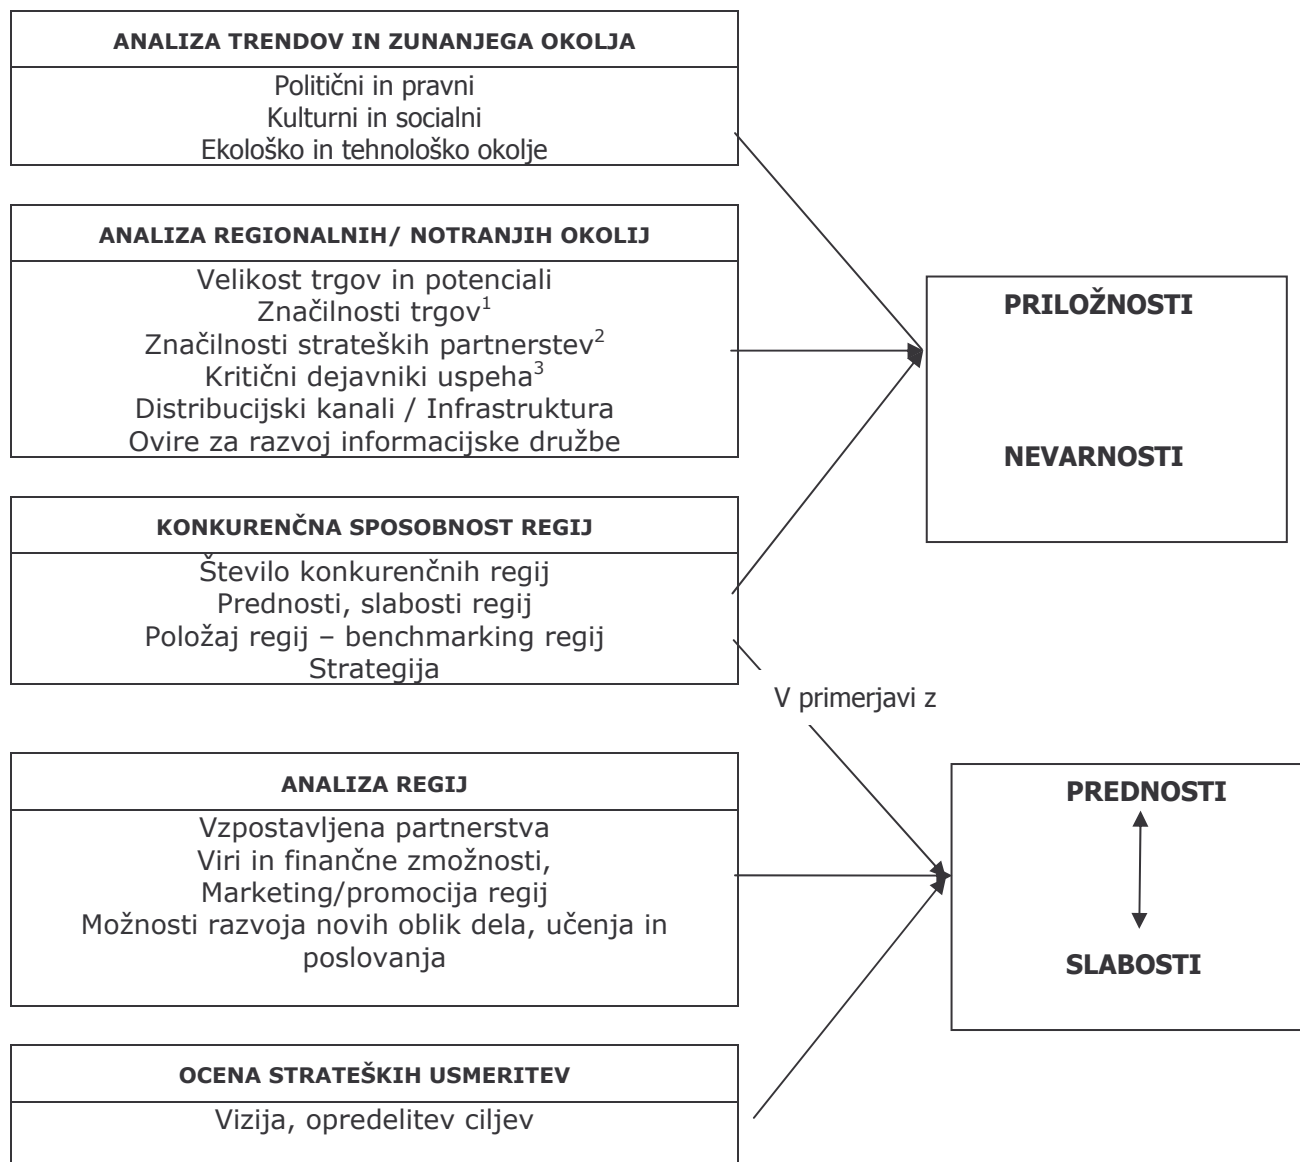 ANALIZA TRENDOV IN ZUNANJEGA OKOLJA
Politični in pravni
Kulturni in socialni
Ekološko in tehnološko okolje
ANALIZA REGIONALNIH/ NOTRANJIH OKOLIJ
Velikost trgov in potenciali
Značilnosti trgov1
Značilnosti strateških partnerstev2
Kritični dejavniki uspeha3
Distribucijski kanali / Infrastruktura
Ovire za razvoj informacijske družbe
PRILOŽNOSTI
NEVARNOSTI
KONKURENČNA SPOSOBNOST REGIJ
Število konkurenčnih regij
Prednosti, slabosti regij
Položaj regij – benchmarking regij
Strategija
V primerjavi z
ANALIZA REGIJ
Vzpostavljena partnerstva
Viri in finančne zmožnosti,
Marketing/promocija regij
Možnosti razvoja novih oblik dela, učenja in
poslovanja
PREDNOSTI
SLABOSTI
OCENA STRATEŠKIH USMERITEV
Vizija, opredelitev ciljev